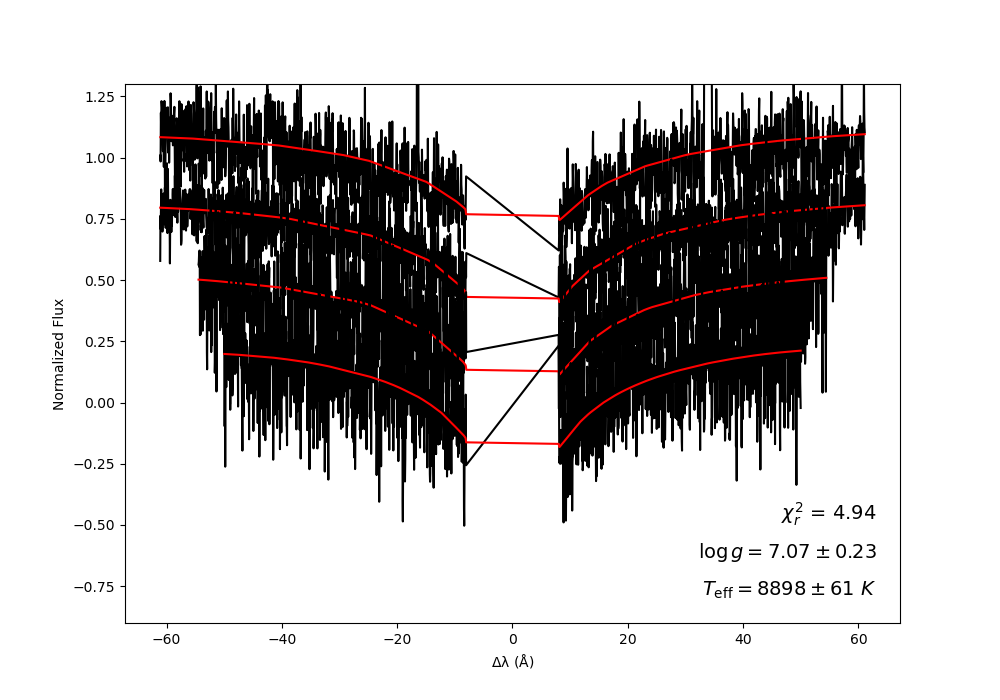 1.25
1.00
0.75
0.50
0.25
0.00
−0.25
−0.50
−0.75
Normalized Flux
χ²ᵣ = 4.94
log g = 7.07 ± 0.23
T_eff = 8898 ± 61 K
−60 −40 −20 0 20 40 60
Δλ (Å)